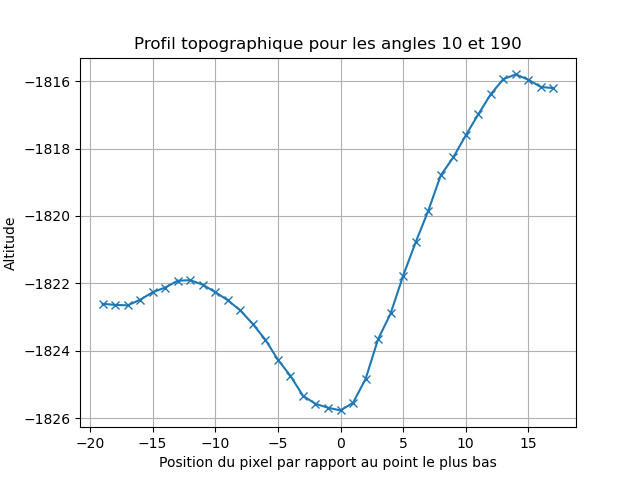 Profil topographique pour les angles 10 et 190
−1816
−1818
−1820
−1822
−1824
−1826
Altitude
−20 −15 −10 −5 0 5 10 15
Position du pixel par rapport au point le plus bas